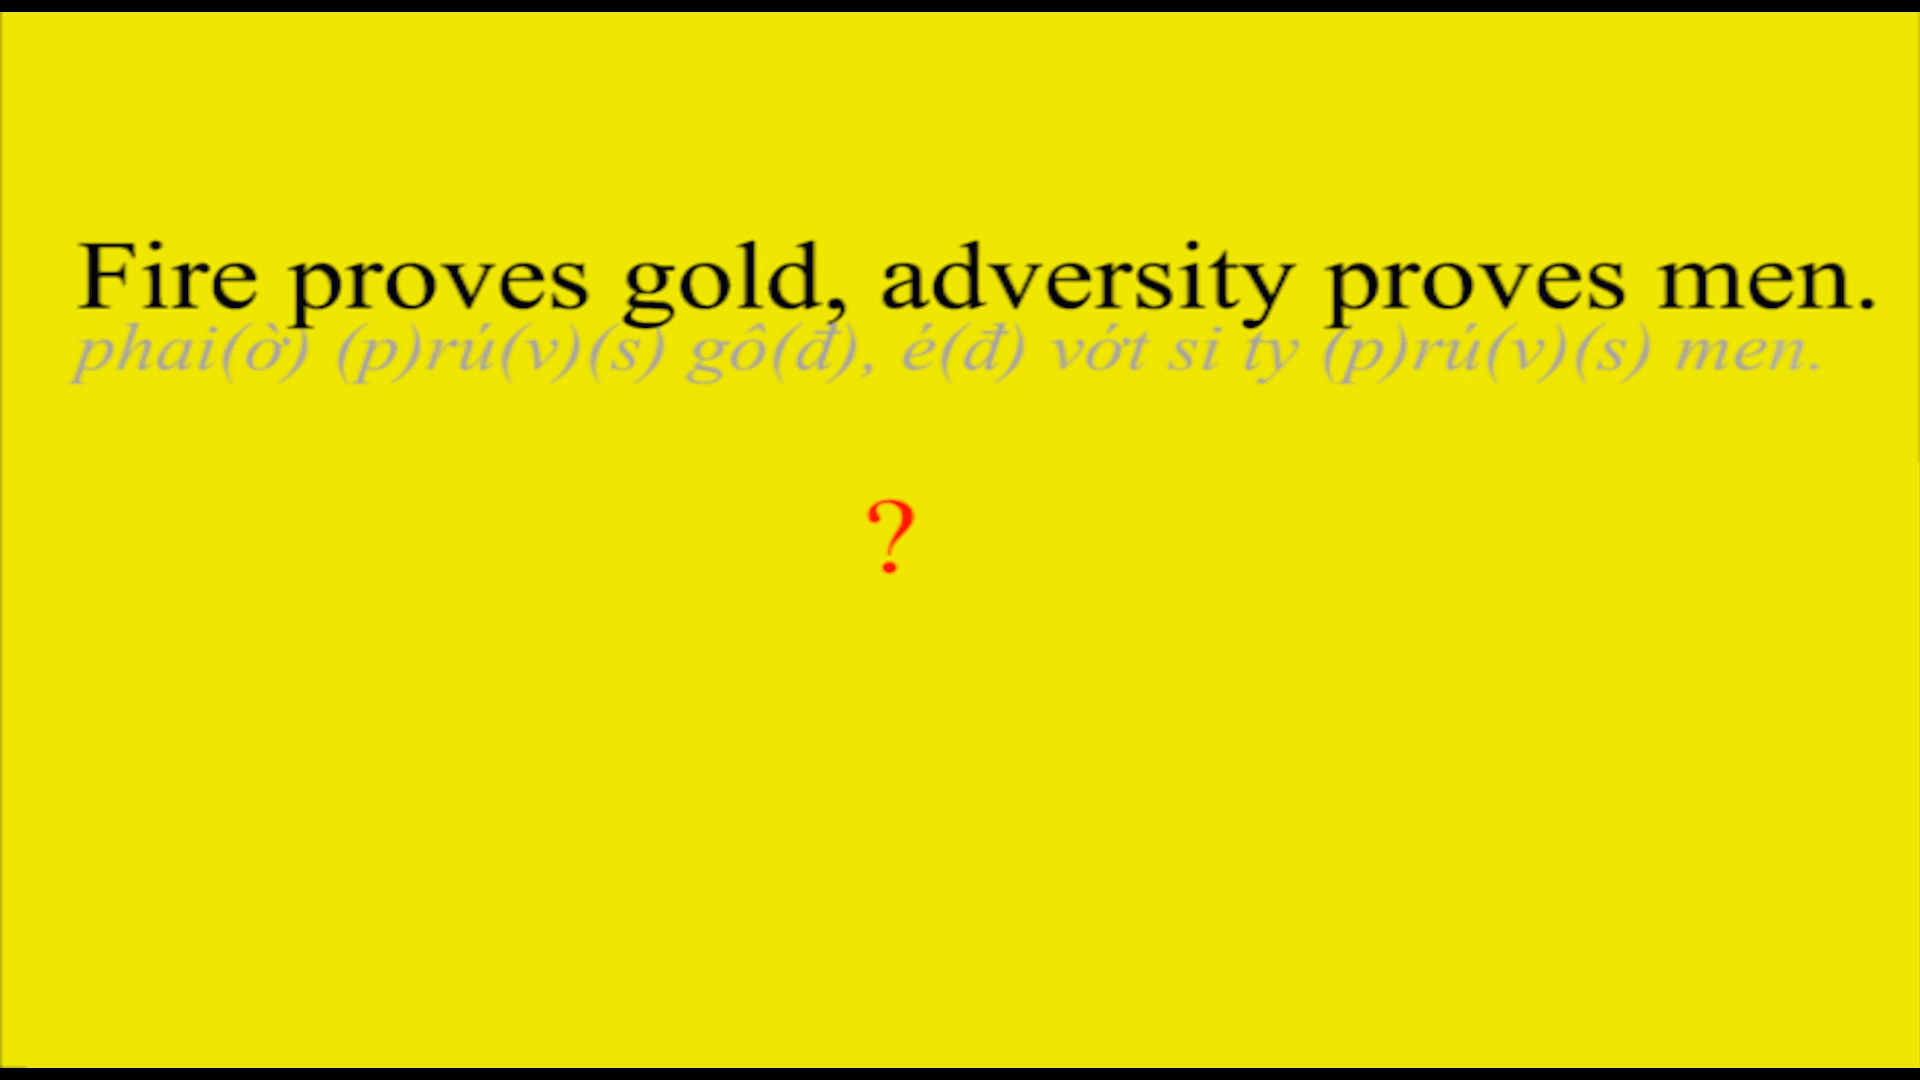 Fire proves gold, adversity proves men.
phai(ờ) (p)rú(v)(s) gô(đ), é(đ) vớt si ty (p)rú(v)(s) men.
?